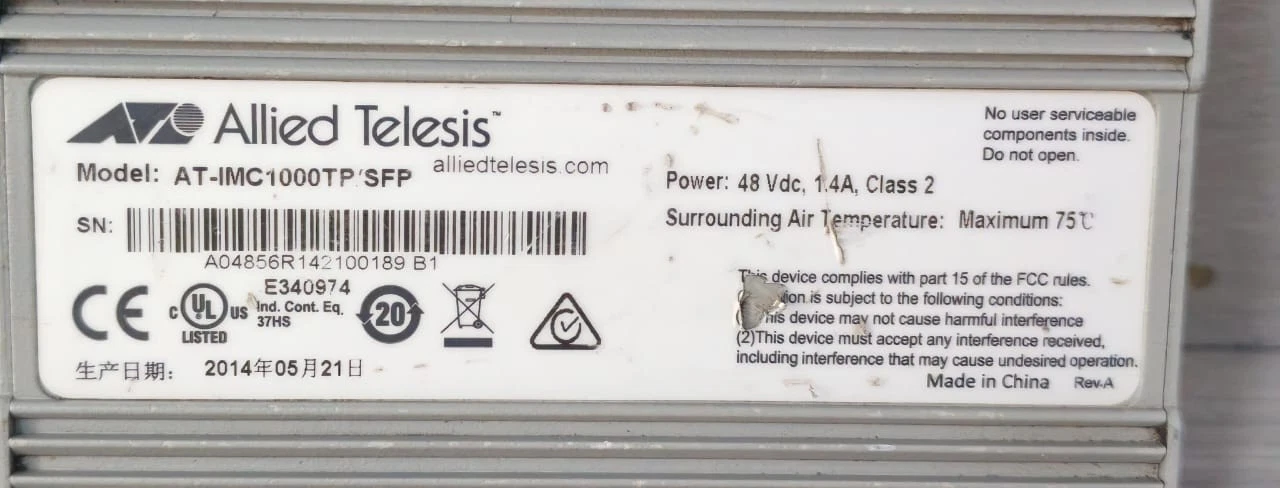 Allied Telesis™
alliedtelesis.com
Model: AT-IMC1000TP/SFP
SN:
A04856R142100189 B1
E340974
Ind. Cont. Eq.
37HS
CE
c UL us
LISTED
20
生产日期: 2014年05月21日
No user serviceable
components inside.
Do not open.
Power: 48 Vdc, 1.4A, Class 2
Surrounding Air Temperature: Maximum 75℃
This device complies with part 15 of the FCC rules.
is subject to the following conditions:
this device may not cause harmful interference
(2)This device must accept any interference received,
including interference that may cause undesired operation.
Made in China Rev.A